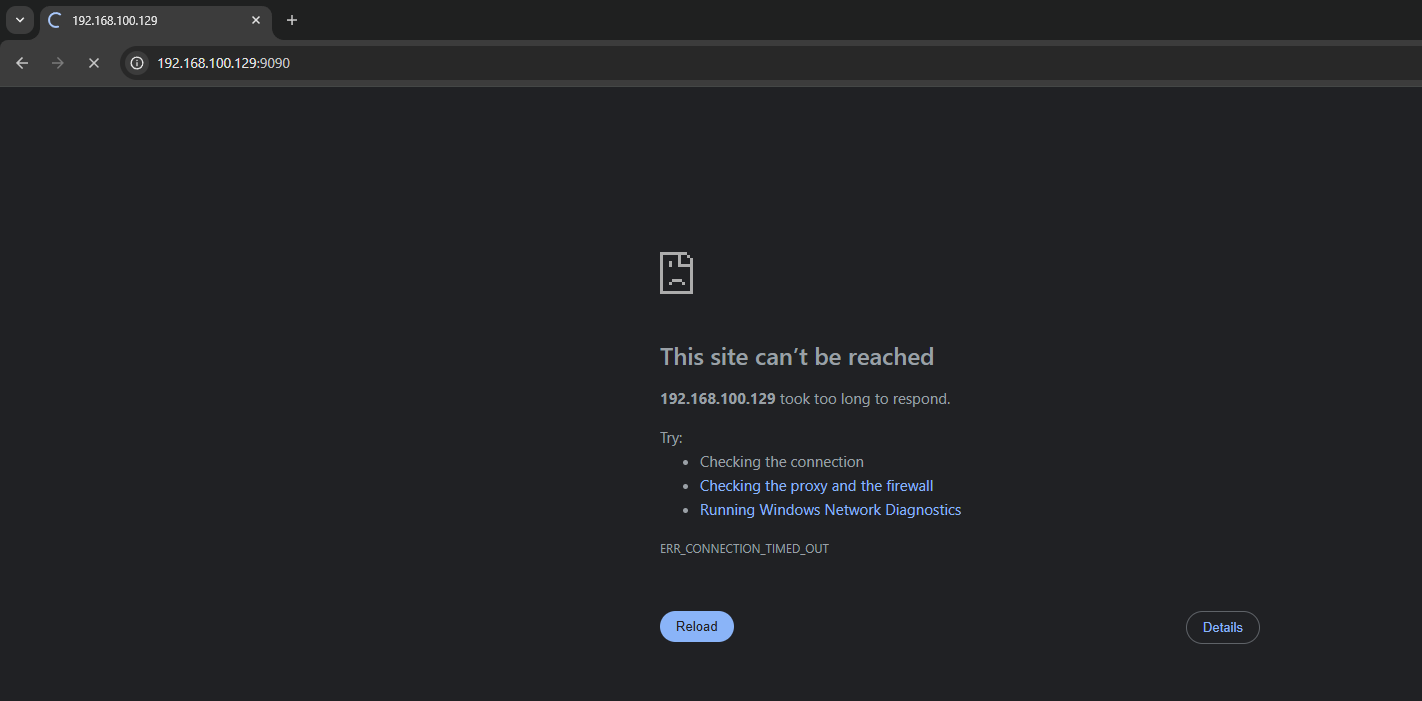 192.168.100.129
192.168.100.129:9090
This site can’t be reached
192.168.100.129 took too long to respond.
Try:
• Checking the connection
• Checking the proxy and the firewall
• Running Windows Network Diagnostics
ERR_CONNECTION_TIMED_OUT
Reload
Details